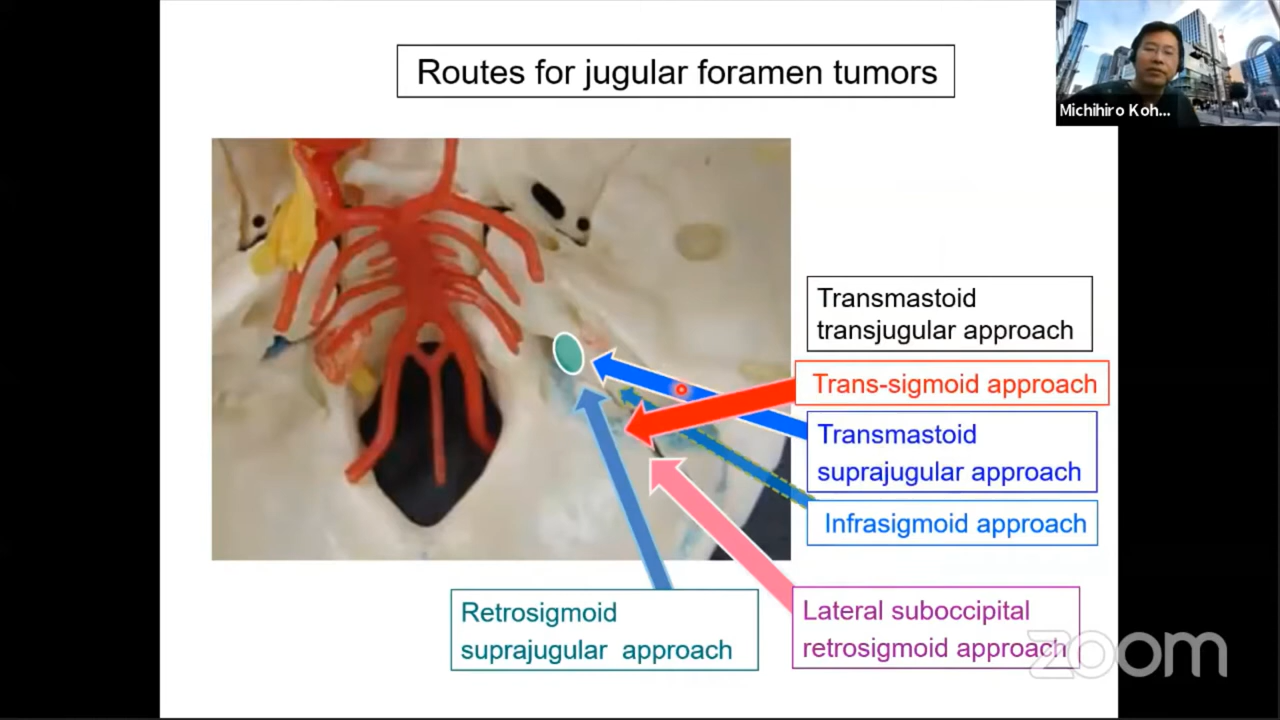 Routes for jugular foramen tumors
Michihiro Koh...
Transmastoid
transjugular approach
Trans-sigmoid approach
Transmastoid
suprajugular approach
Infrasigmoid approach
Retrosigmoid
suprajugular approach
Lateral suboccipital
retrosigmoid approach
zoom